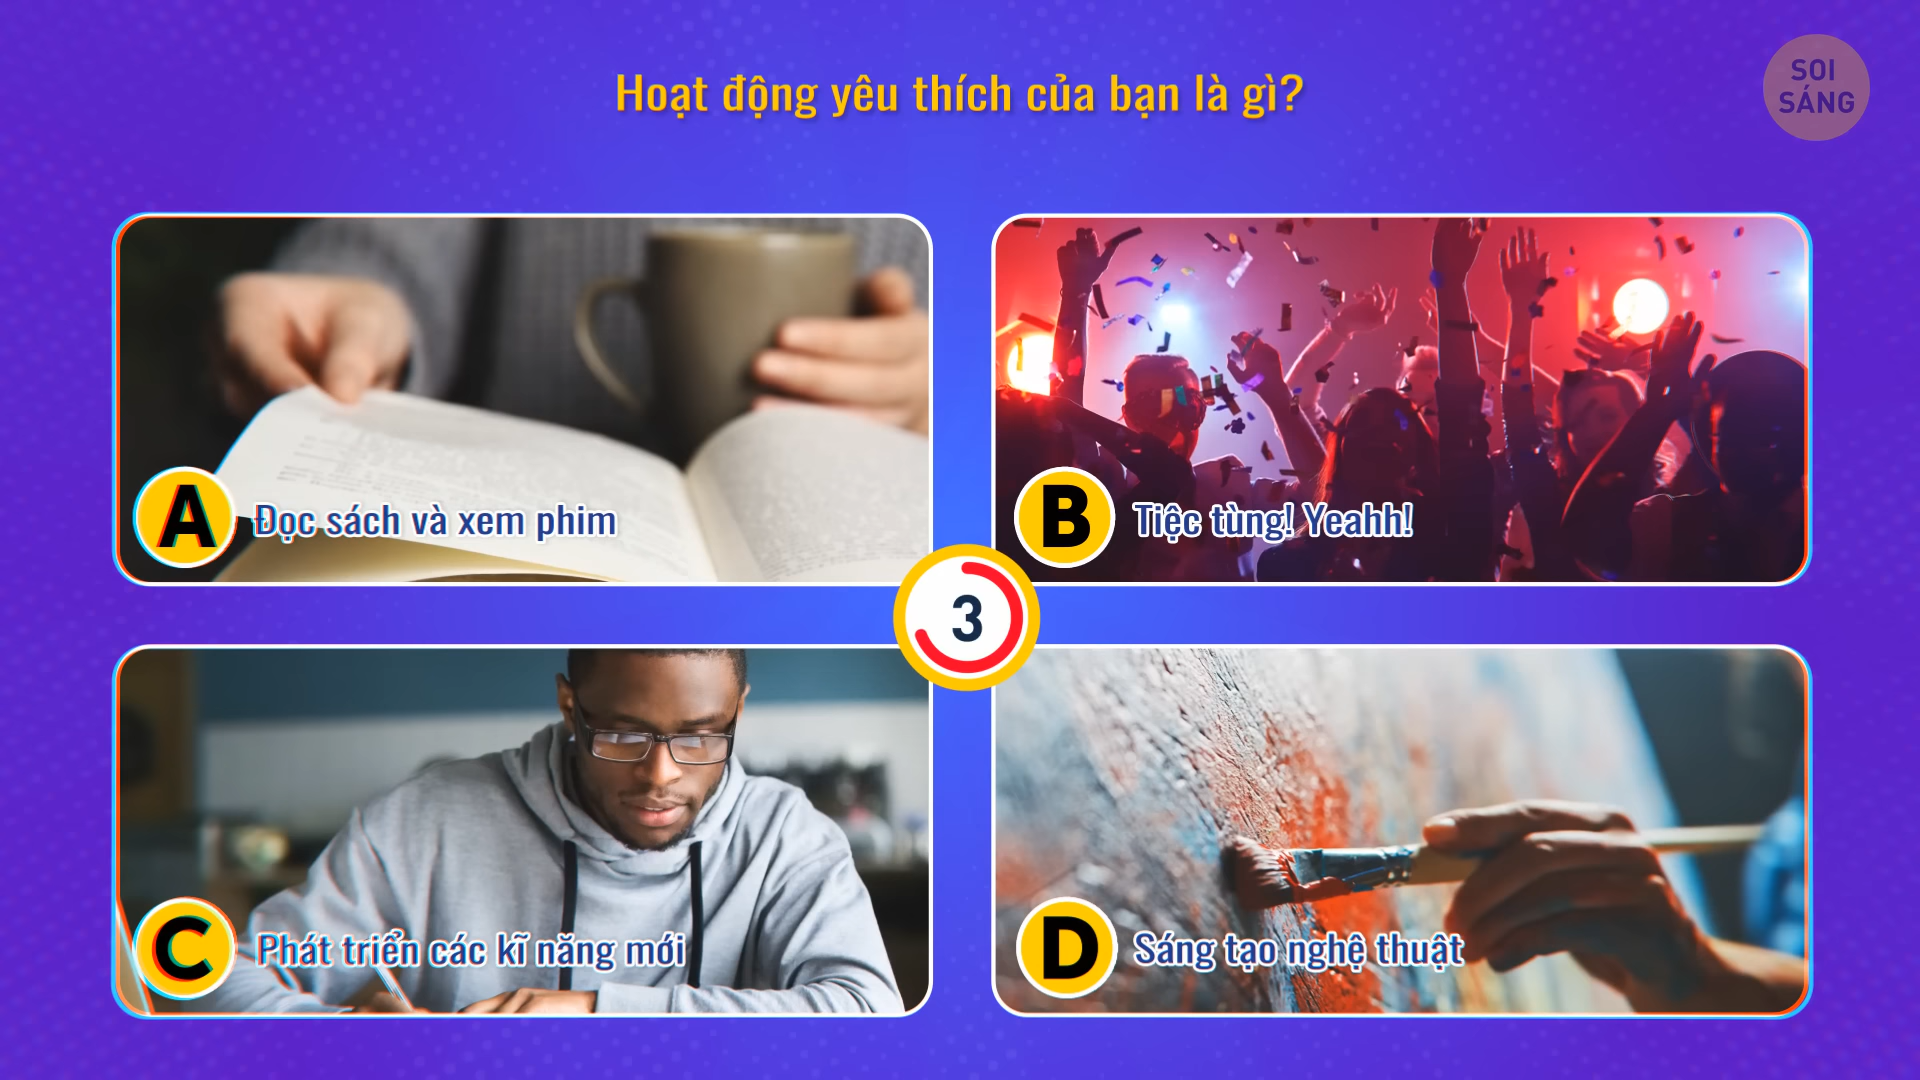 Hoạt động yêu thích của bạn là gì?
SOI
SÁNG
A
Đọc sách và xem phim
B
Tiệc tùng! Yeahh!
3
C
Phát triển các kĩ năng mới
D
Sáng tạo nghệ thuật